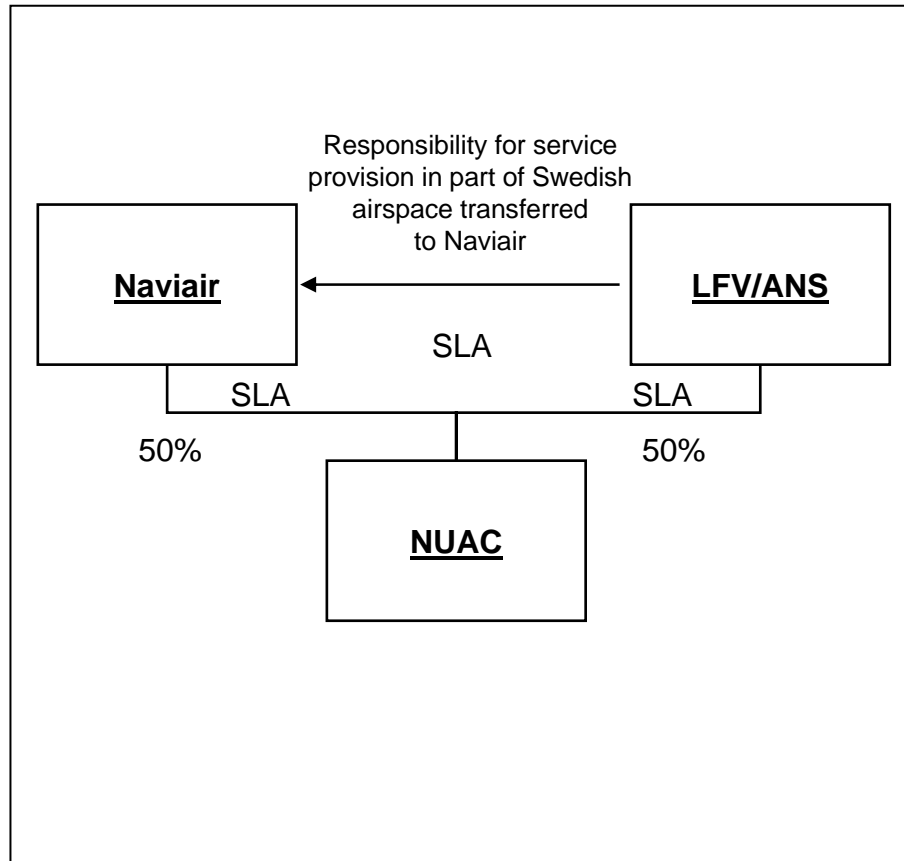 Responsibility for service
provision in part of Swedish
airspace transferred
to Naviair
Naviair
LFV/ANS
SLA
SLA
SLA
50%
50%
NUAC